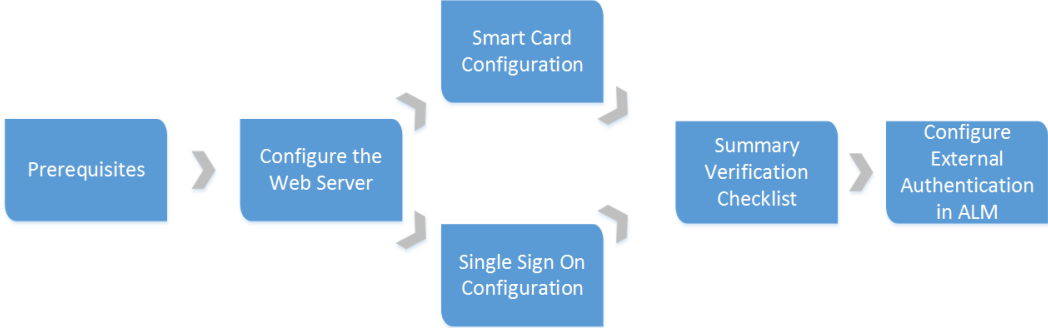 Prerequisites
Configure the
Web Server
Smart Card
Configuration
Single Sign On
Configuration
Summary
Verification
Checklist
Configure
External
Authentication
in ALM